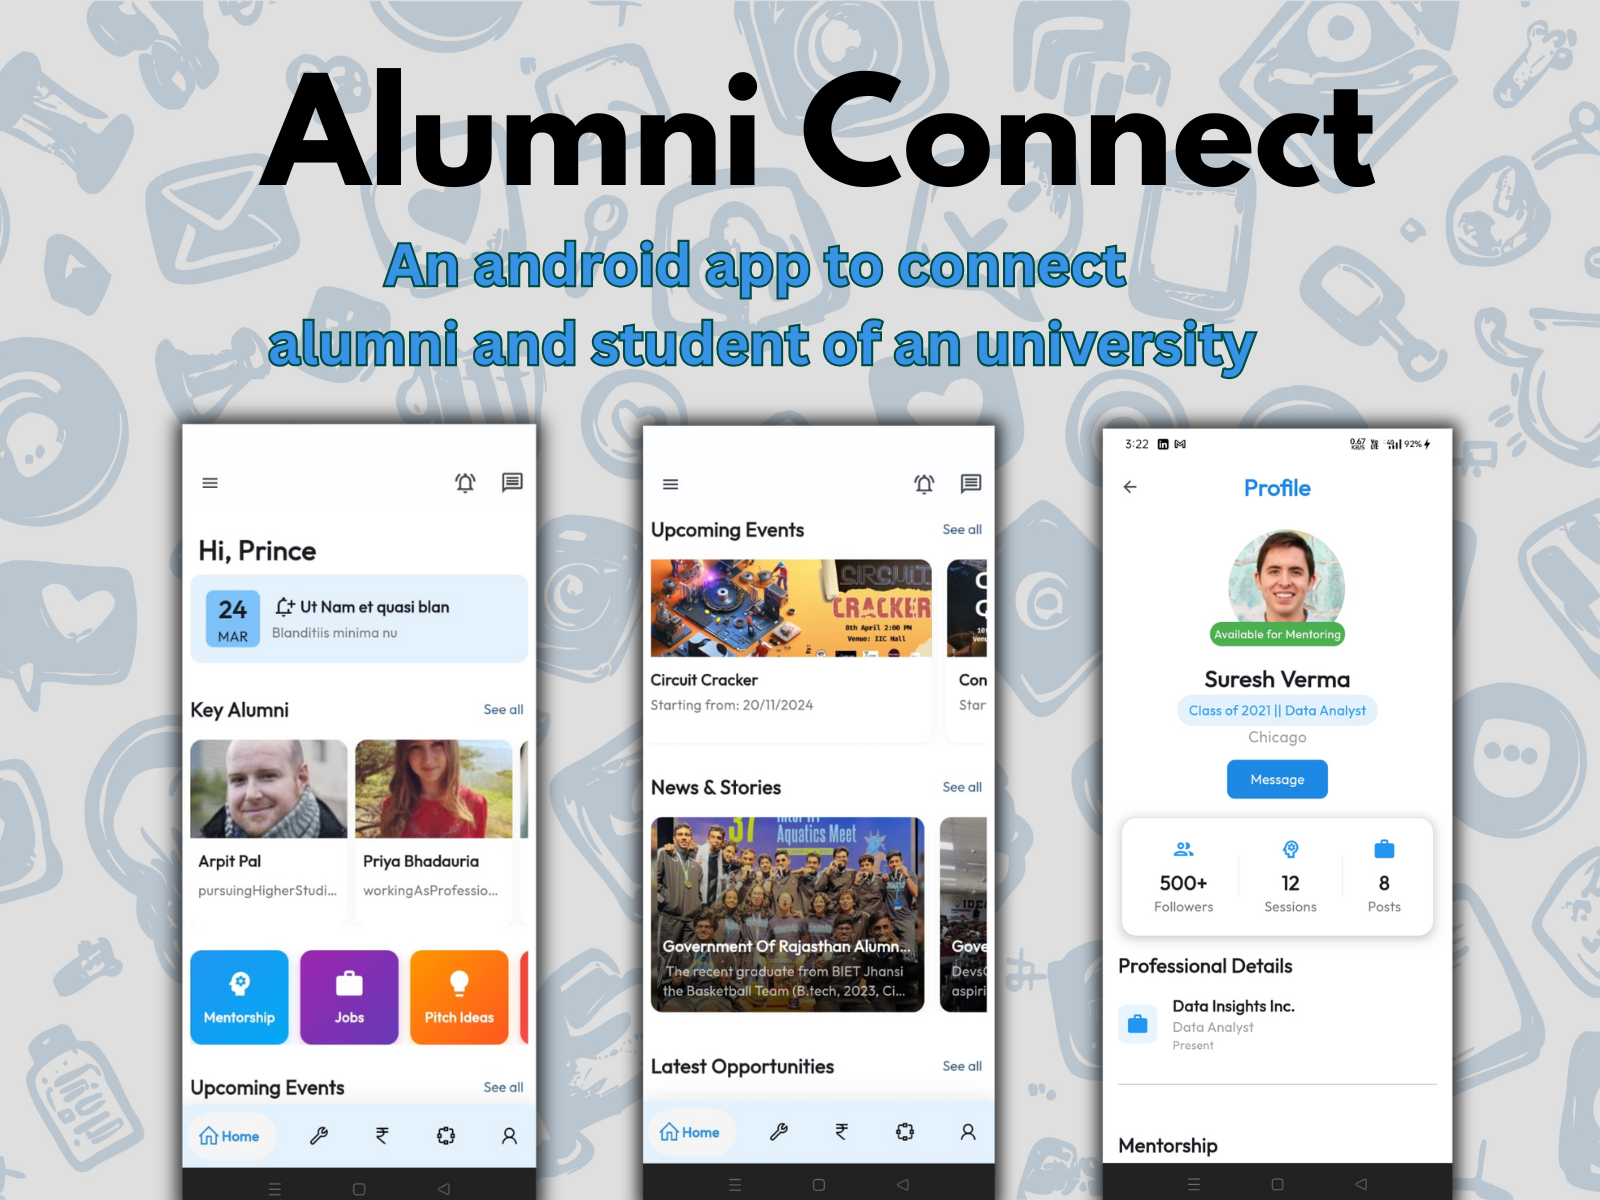 Alumni Connect
An android app to connect
alumni and student of an university
Hi, Prince
24
MAR
Ut Nam et quasi blan
Blanditiis minima nu
Key Alumni
See all
Arpit Pal
pursuingHigherStudi...
Priya Bhadauria
workingAsProfessio...
Mentorship
Jobs
Pitch Ideas
Upcoming Events
See all
Home
Upcoming Events
See all
CIRCUIT
CRACKER
8th April 2:00 PM
Venue: IIC Hall
Circuit Cracker
Starting from: 20/11/2024
Con
Star
News & Stories
See all
37
Aquatics Meet
Government Of Rajasthan Alumn...
The recent graduate from BIET Jhansi
the Basketball Team (B.tech, 2023, Ci...
Gove
DevsC
aspiri
Latest Opportunities
See all
Home
3:22
0.67
KB/S
92%
Profile
Available for Mentoring
Suresh Verma
Class of 2021 || Data Analyst
Chicago
Message
500+
Followers
12
Sessions
8
Posts
Professional Details
Data Insights Inc.
Data Analyst
Present
Mentorship